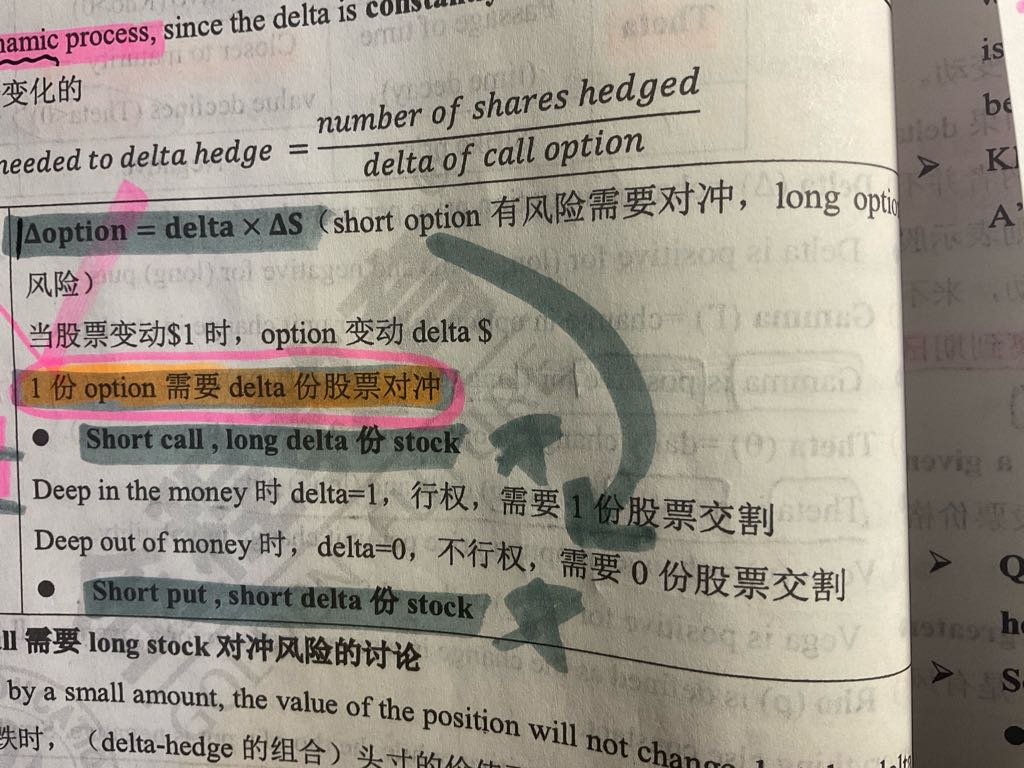 namic process, since the delta is
变化的
needed to delta hedge = number of shares hedged
delta of call option
Δoption = delta × ΔS（short option 有风险需要对冲，long optio
风险）
当股票变动$1 时，option 变动 delta $
1 份 option 需要 delta 份股票对冲
● Short call , long delta 份 stock
Deep in the money 时 delta=1，行权，需要 1 份股票交割
Deep out of money 时，delta=0，不行权，需要 0 份股票交割
● Short put , short delta 份 stock
ll 需要 long stock 对冲风险的讨论
by a small amount, the value of the position will not change
跌时，（delta-hedge 的组合）头寸的价值
is
be
➤ K
A’
➤ Q
he
➤ S
●